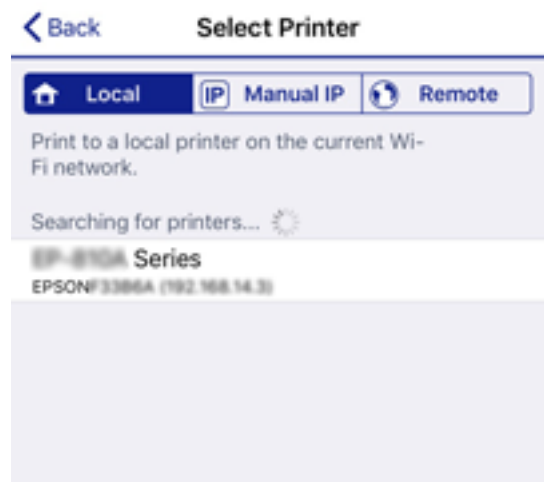 Back
Select Printer
Local
IP Manual IP
Remote
Print to a local printer on the current Wi-
Fi network.
Searching for printers...
Series
EPSON